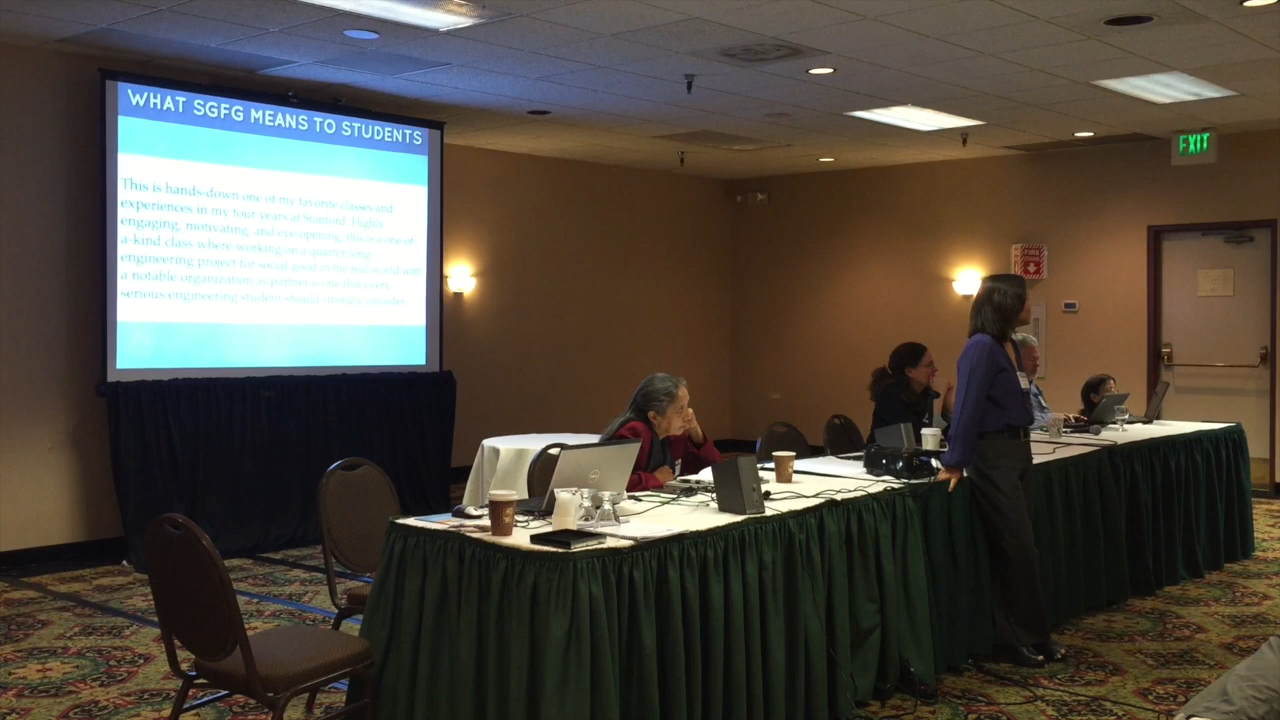 WHAT SGFG MEANS TO STUDENTS
This is hands-down one of my favorite classes and
experiences in my four years at Stanford. Highly
engaging, motivating, and eye-opening, this is a one-of-
a-kind class where working on a quarter-long
engineering project for social good in the real world with
a notable organization as partner is one that every
serious engineering student should strongly consider.
EXIT
FIRE
DELL